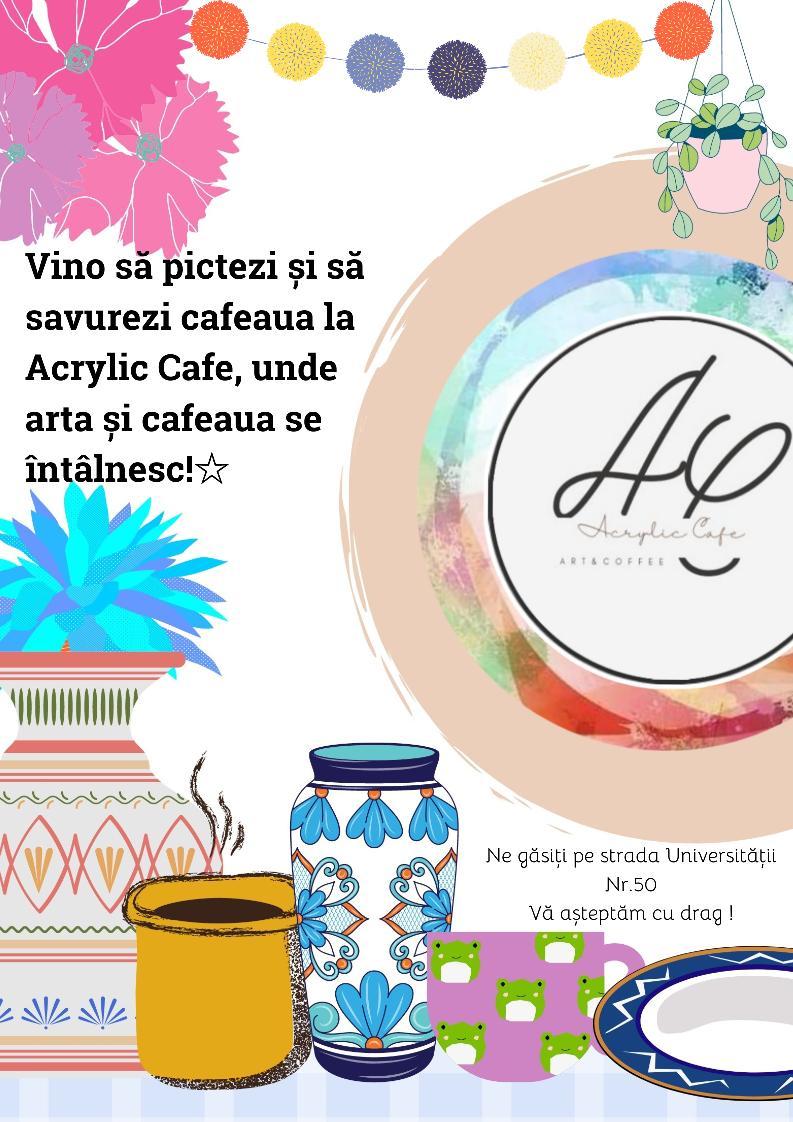 Vino să pictezi și să
savurezi cafeaua la
Acrylic Cafe, unde
arta și cafeaua se
întâlnesc!☆
Acrylic Cafe
ART&COFFEE
Ne găsiți pe strada Universității
Nr.50
Vă așteptăm cu drag !